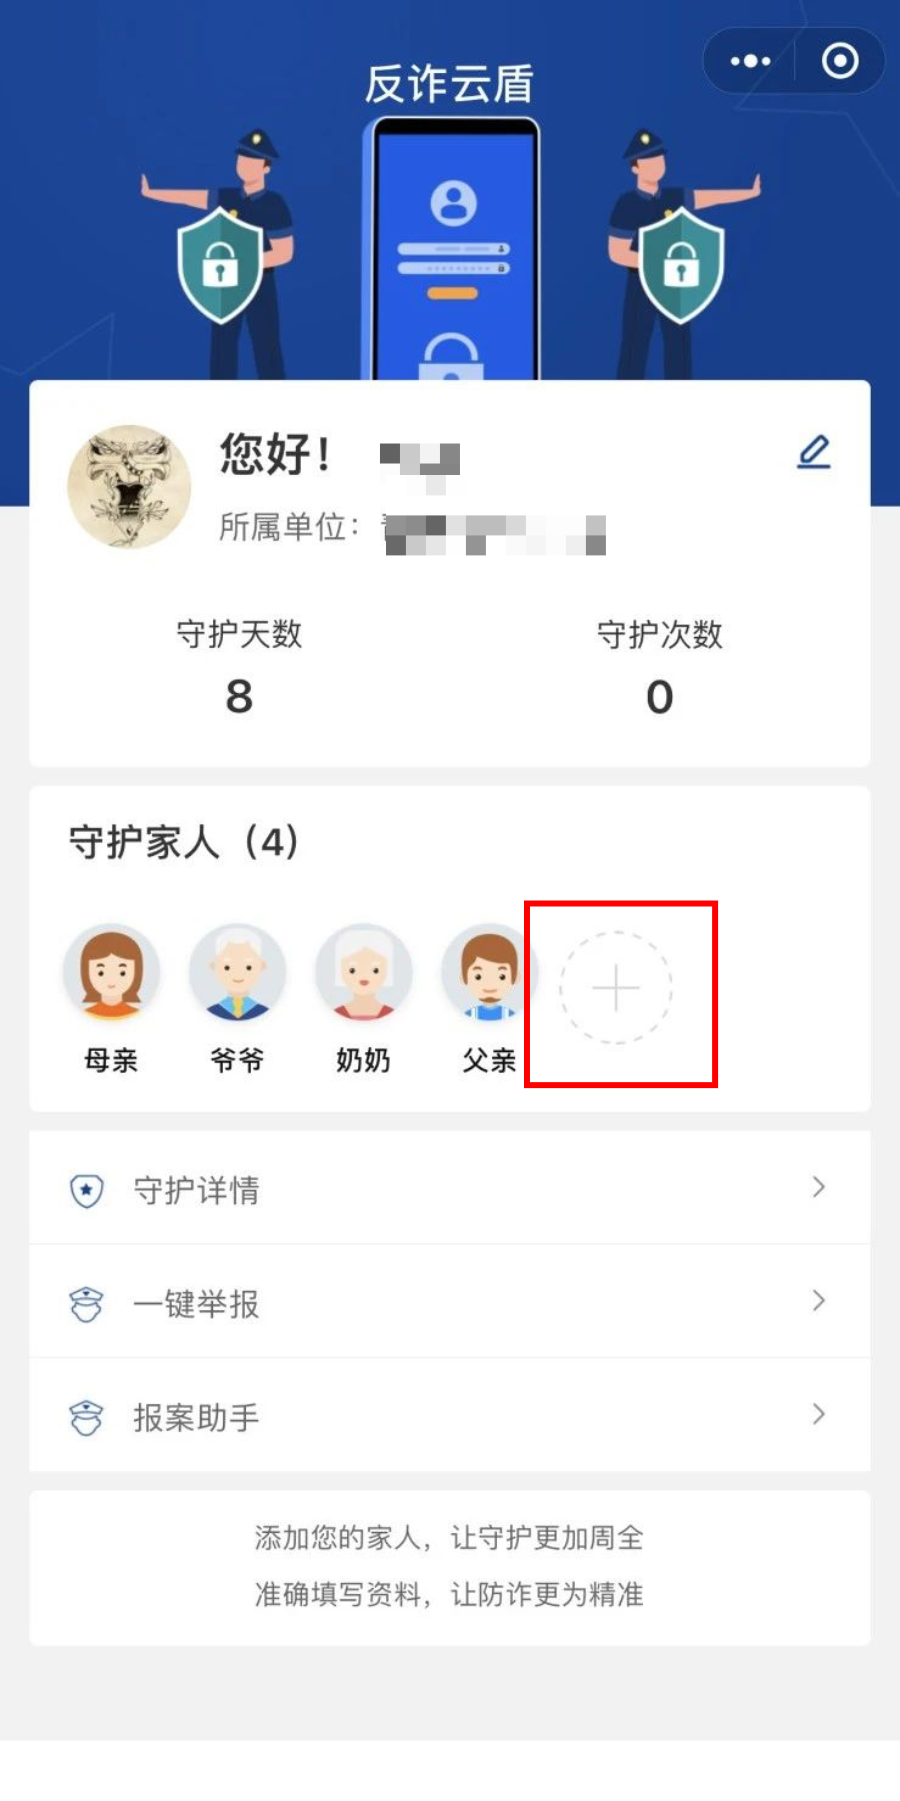 反诈云盾
您好！
所属单位：
守护天数
守护次数
8
0
守护家人（4）
母亲 爷爷 奶奶 父亲
守护详情
一键举报
报案助手
添加您的家人，让守护更加周全
准确填写资料，让防诈更为精准